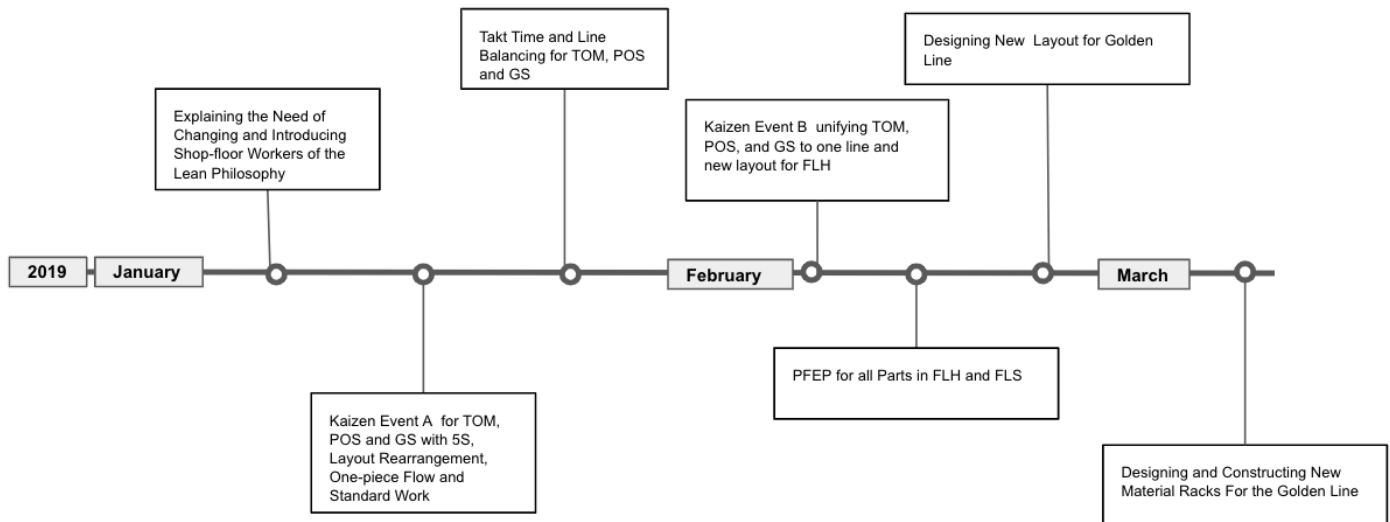 Takt Time and Line
Balancing for TOM, POS
and GS
Designing New Layout for Golden
Line
Explaining the Need of
Changing and Introducing
Shop-floor Workers of the
Lean Philosophy
Kaizen Event B unifying TOM,
POS, and GS to one line and
new layout for FLH
2019
January
February
March
PFEP for all Parts in FLH and FLS
Kaizen Event A for TOM,
POS and GS with 5S,
Layout Rearrangement,
One-piece Flow and
Standard Work
Designing and Constructing New
Material Racks For the Golden Line